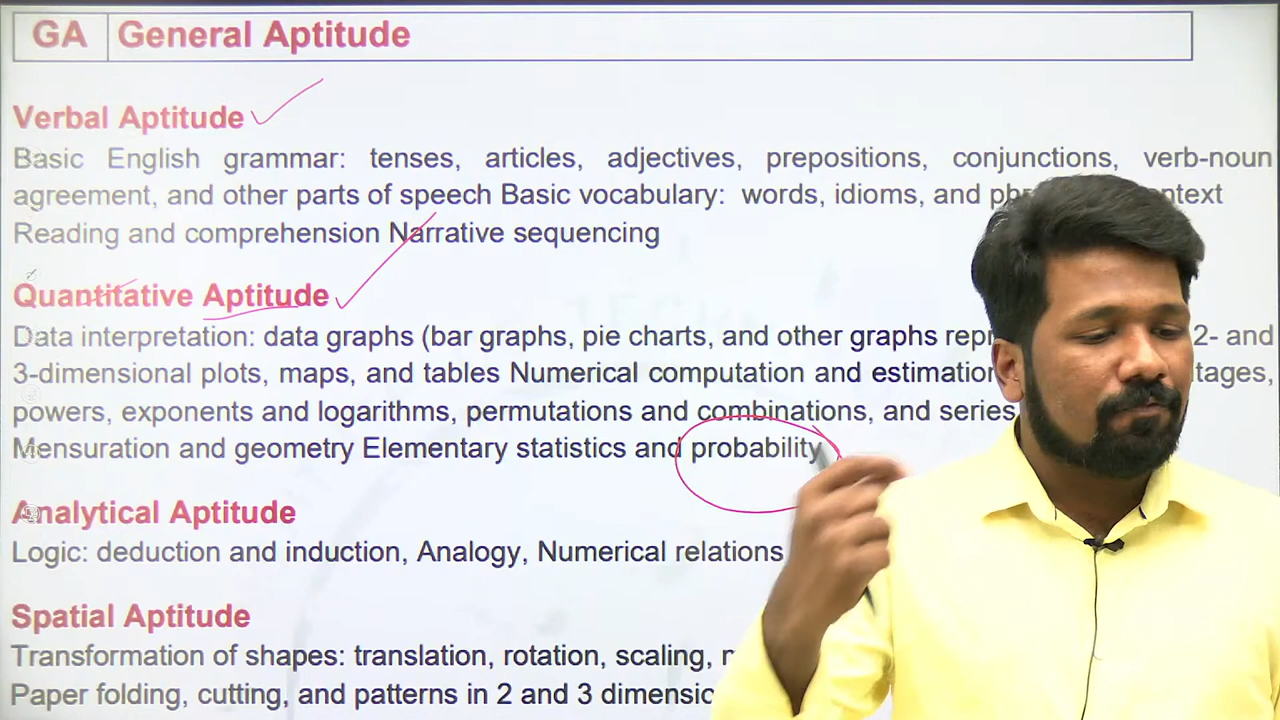 GA General Aptitude
Verbal Aptitude
Basic English grammar: tenses, articles, adjectives, prepositions, conjunctions, verb-noun
agreement, and other parts of speech Basic vocabulary: words, idioms, and
Reading and comprehension Narrative sequencing
Quantitative Aptitude
Data interpretation: data graphs (bar graphs, pie charts, and other graphs 2- and
3-dimensional plots, maps, and tables Numerical computation and
powers, exponents and logarithms, permutations and combinations, and series
Mensuration and geometry Elementary statistics and probability
Analytical Aptitude
Logic: deduction and induction, Analogy, Numerical relations
Spatial Aptitude
Transformation of shapes: translation, rotation, scaling,
Paper folding, cutting, and patterns in 2 and 3